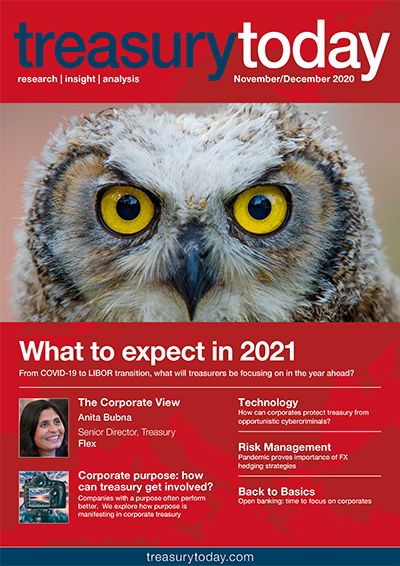 treasurytoday
research | insight | analysis
November/December 2020
What to expect in 2021
From COVID-19 to LIBOR transition, what will treasurers be focusing on in the year ahead?
The Corporate View
Anita Bubna
Senior Director, Treasury
Flex
Corporate purpose: how
can treasury get involved?
Companies with a purpose often perform
better. We explore how purpose is
manifesting in corporate treasury
Technology
How can corporates protect treasury from
opportunistic cybercriminals?
Risk Management
Pandemic proves importance of FX
hedging strategies
Back to Basics
Open banking: time to focus on corporates
treasurytoday.com